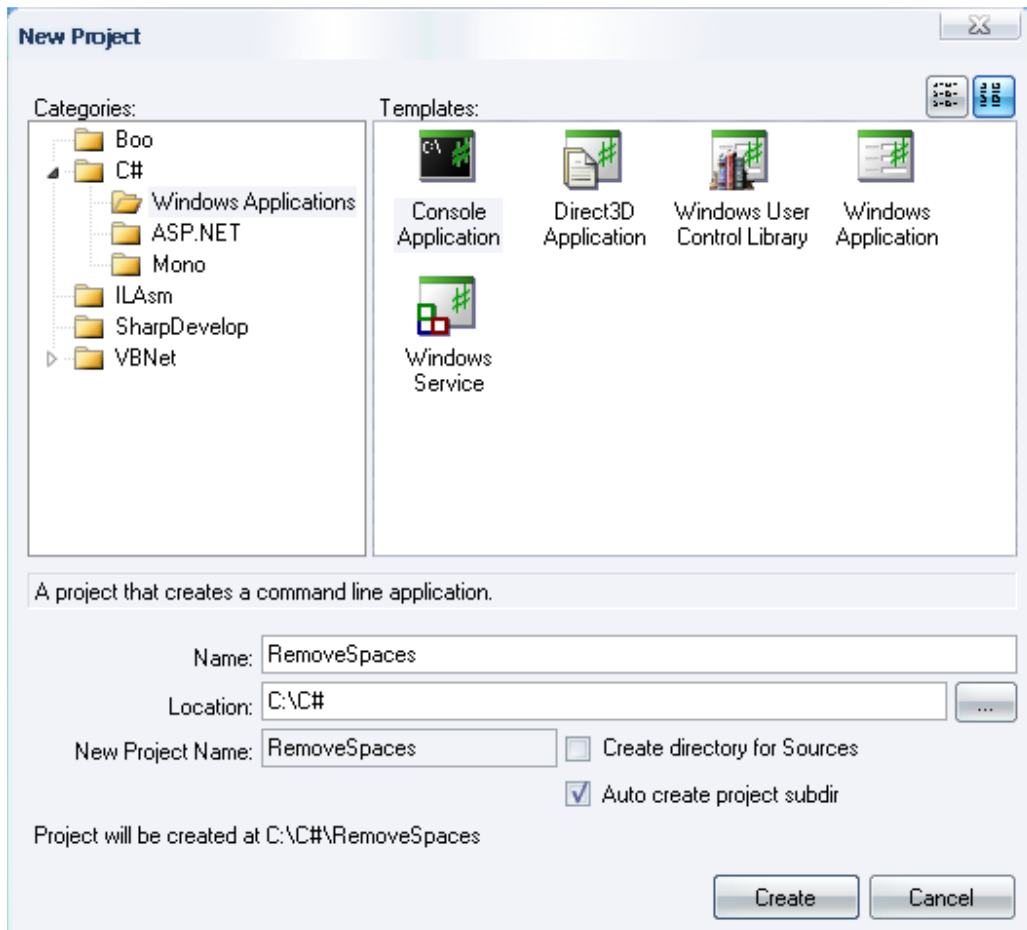 New Project
Categories:
Templates:
Boo
C#
Windows Applications
ASP.NET
Mono
ILAsm
SharpDevelop
VBNet
C:\
Console
Application
Direct3D
Application
Windows User
Control Library
Windows
Application
Windows
Service
A project that creates a command line application.
Name: RemoveSpaces
Location: C:\C# ...
New Project Name: RemoveSpaces Create directory for Sources
Auto create project subdir
Project will be created at C:\C#\RemoveSpaces
Create Cancel